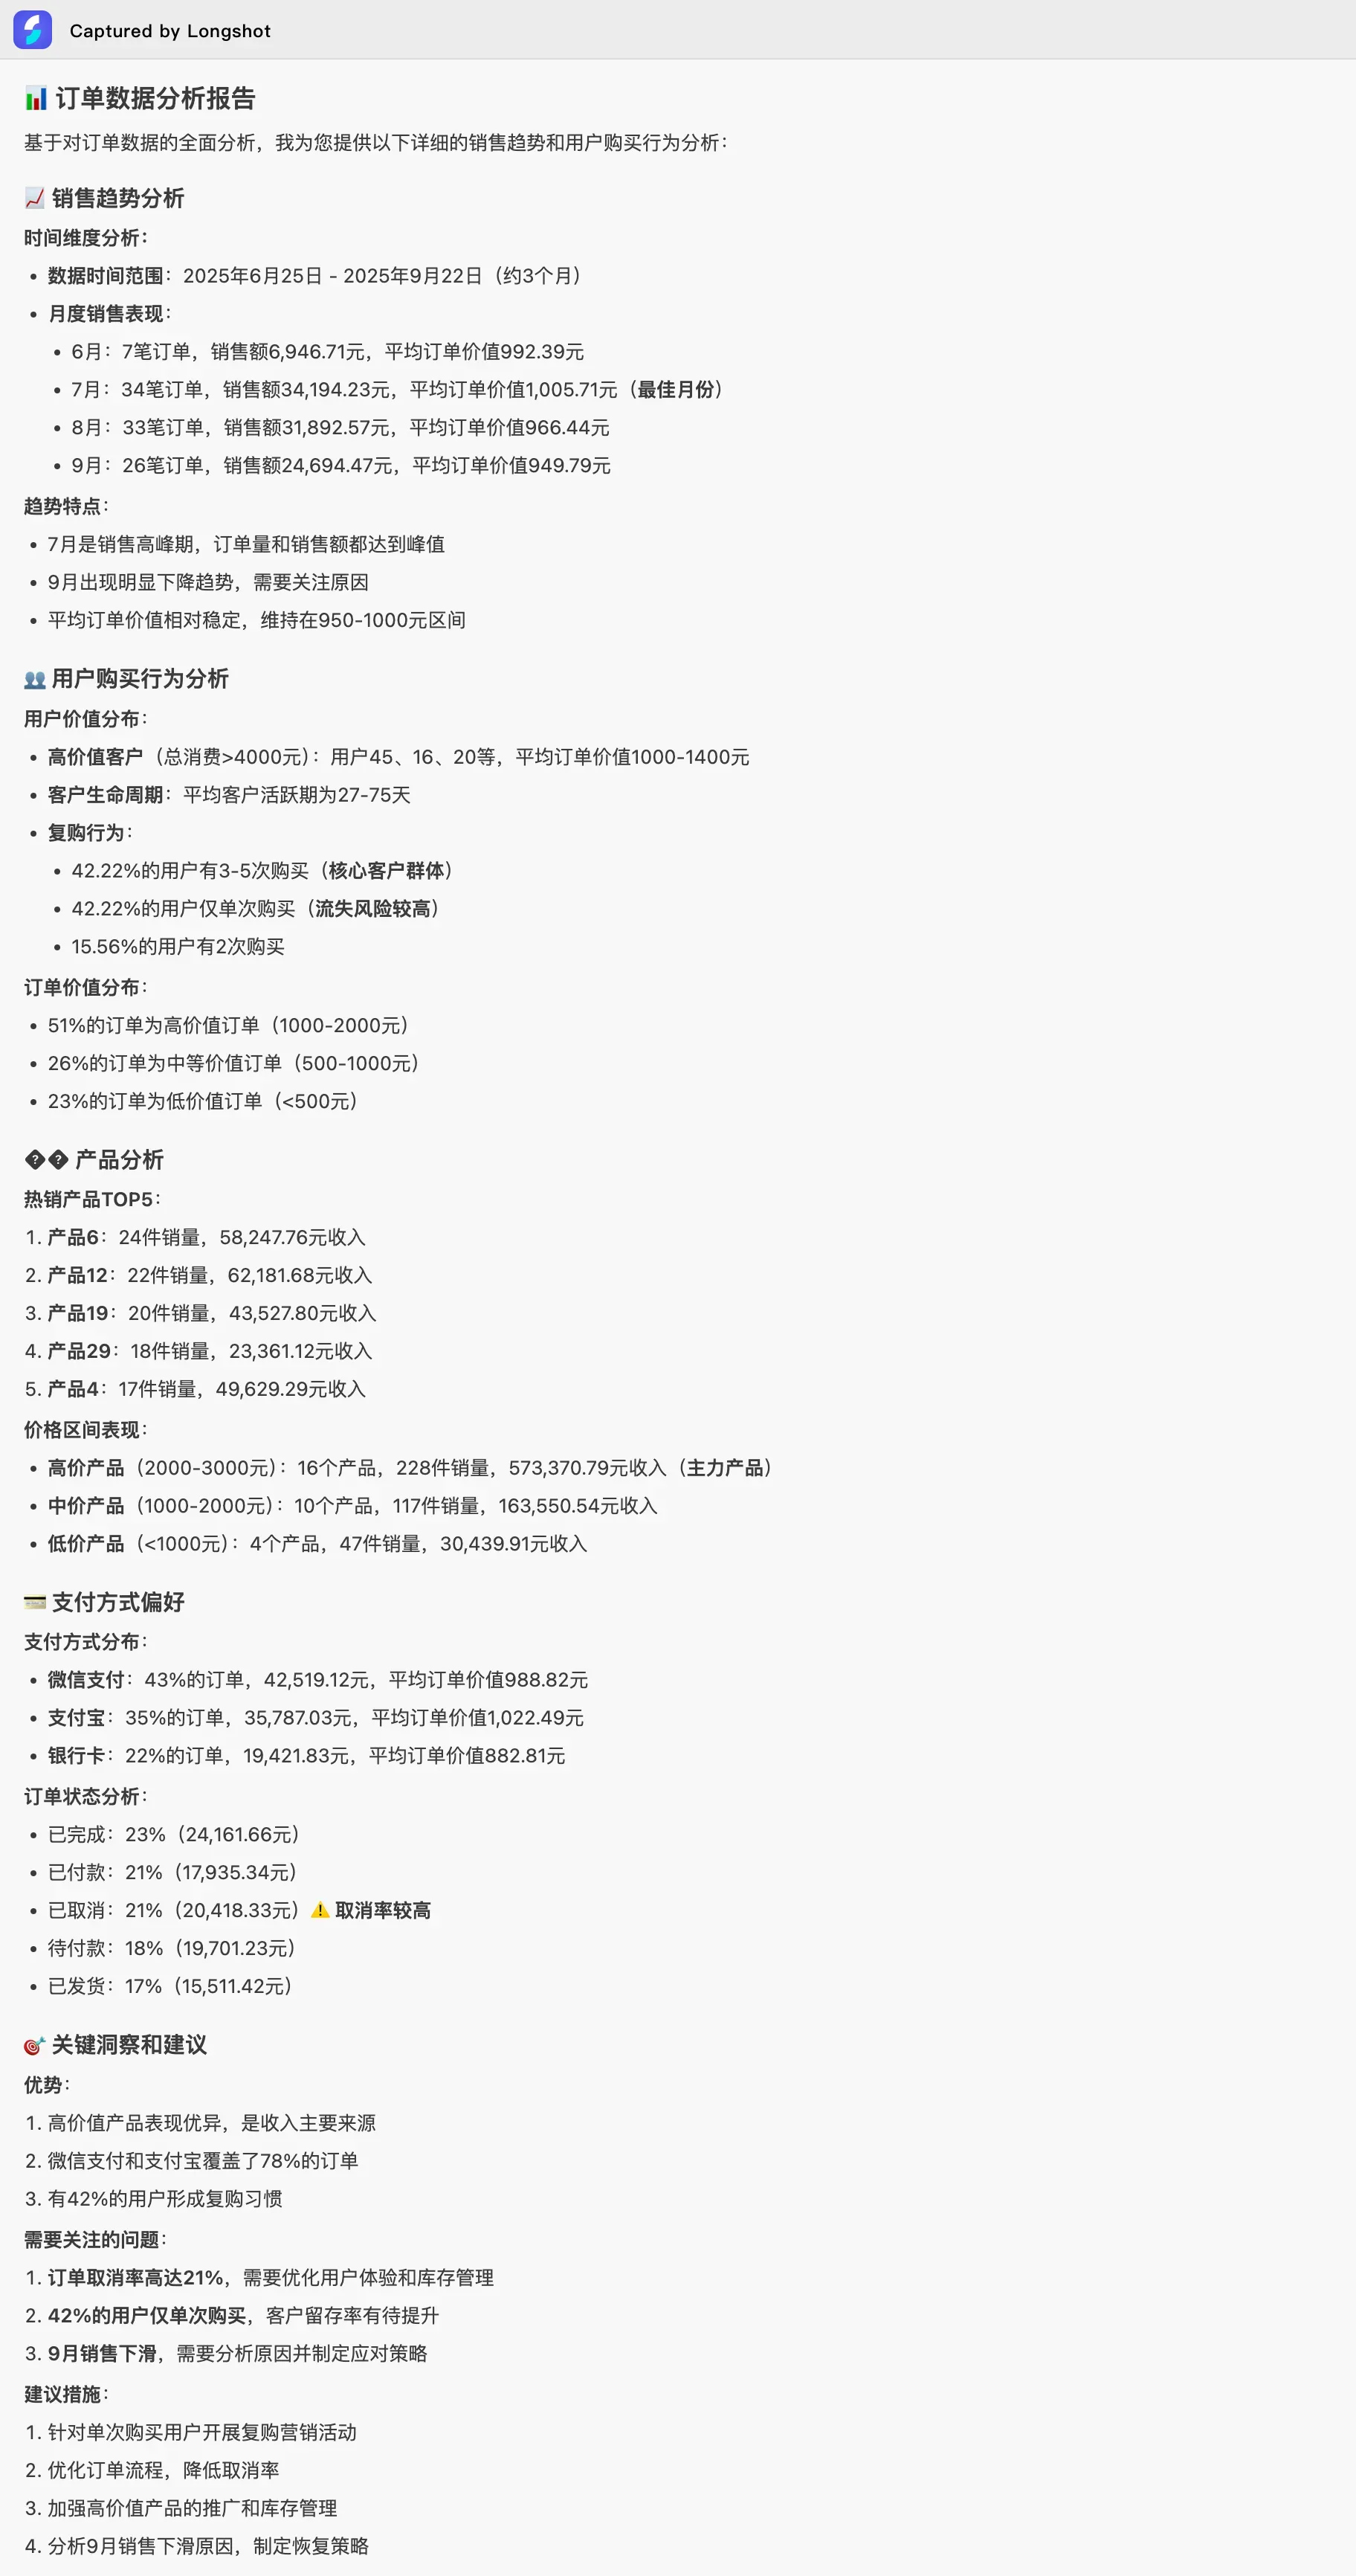 Captured by Longshot
📊 订单数据分析报告
基于对订单数据的全面分析，我为您提供以下详细的销售趋势和用户购买行为分析：
📈 销售趋势分析
时间维度分析：
• 数据时间范围：2025年6月25日 - 2025年9月22日（约3个月）
• 月度销售表现：
• 6月：7笔订单，销售额6,946.71元，平均订单价值992.39元
• 7月：34笔订单，销售额34,194.23元，平均订单价值1,005.71元（最佳月份）
• 8月：33笔订单，销售额31,892.57元，平均订单价值966.44元
• 9月：26笔订单，销售额24,694.47元，平均订单价值949.79元
趋势特点：
• 7月是销售高峰期，订单量和销售额都达到峰值
• 9月出现明显下降趋势，需要关注原因
• 平均订单价值相对稳定，维持在950-1000元区间
👥 用户购买行为分析
用户价值分布：
• 高价值客户（总消费>4000元）：用户45、16、20等，平均订单价值1000-1400元
• 客户生命周期：平均客户活跃期为27-75天
• 复购行为：
• 42.22%的用户有3-5次购买（核心客户群体）
• 42.22%的用户仅单次购买（流失风险较高）
• 15.56%的用户有2次购买
订单价值分布：
• 51%的订单为高价值订单（1000-2000元）
• 26%的订单为中等价值订单（500-1000元）
• 23%的订单为低价值订单（<500元）
�� 产品分析
热销产品TOP5：
1. 产品6：24件销量，58,247.76元收入
2. 产品12：22件销量，62,181.68元收入
3. 产品19：20件销量，43,527.80元收入
4. 产品29：18件销量，23,361.12元收入
5. 产品4：17件销量，49,629.29元收入
价格区间表现：
• 高价产品（2000-3000元）：16个产品，228件销量，573,370.79元收入（主力产品）
• 中价产品（1000-2000元）：10个产品，117件销量，163,550.54元收入
• 低价产品（<1000元）：4个产品，47件销量，30,439.91元收入
💳 支付方式偏好
支付方式分布：
• 微信支付：43%的订单，42,519.12元，平均订单价值988.82元
• 支付宝：35%的订单，35,787.03元，平均订单价值1,022.49元
• 银行卡：22%的订单，19,421.83元，平均订单价值882.81元
订单状态分析：
• 已完成：23%（24,161.66元）
• 已付款：21%（17,935.34元）
• 已取消：21%（20,418.33元）⚠️ 取消率较高
• 待付款：18%（19,701.23元）
• 已发货：17%（15,511.42元）
🎯 关键洞察和建议
优势：
1. 高价值产品表现优异，是收入主要来源
2. 微信支付和支付宝覆盖了78%的订单
3. 有42%的用户形成复购习惯
需要关注的问题：
1. 订单取消率高达21%，需要优化用户体验和库存管理
2. 42%的用户仅单次购买，客户留存率有待提升
3. 9月销售下滑，需要分析原因并制定应对策略
建议措施：
1. 针对单次购买用户开展复购营销活动
2. 优化订单流程，降低取消率
3. 加强高价值产品的推广和库存管理
4. 分析9月销售下滑原因，制定恢复策略